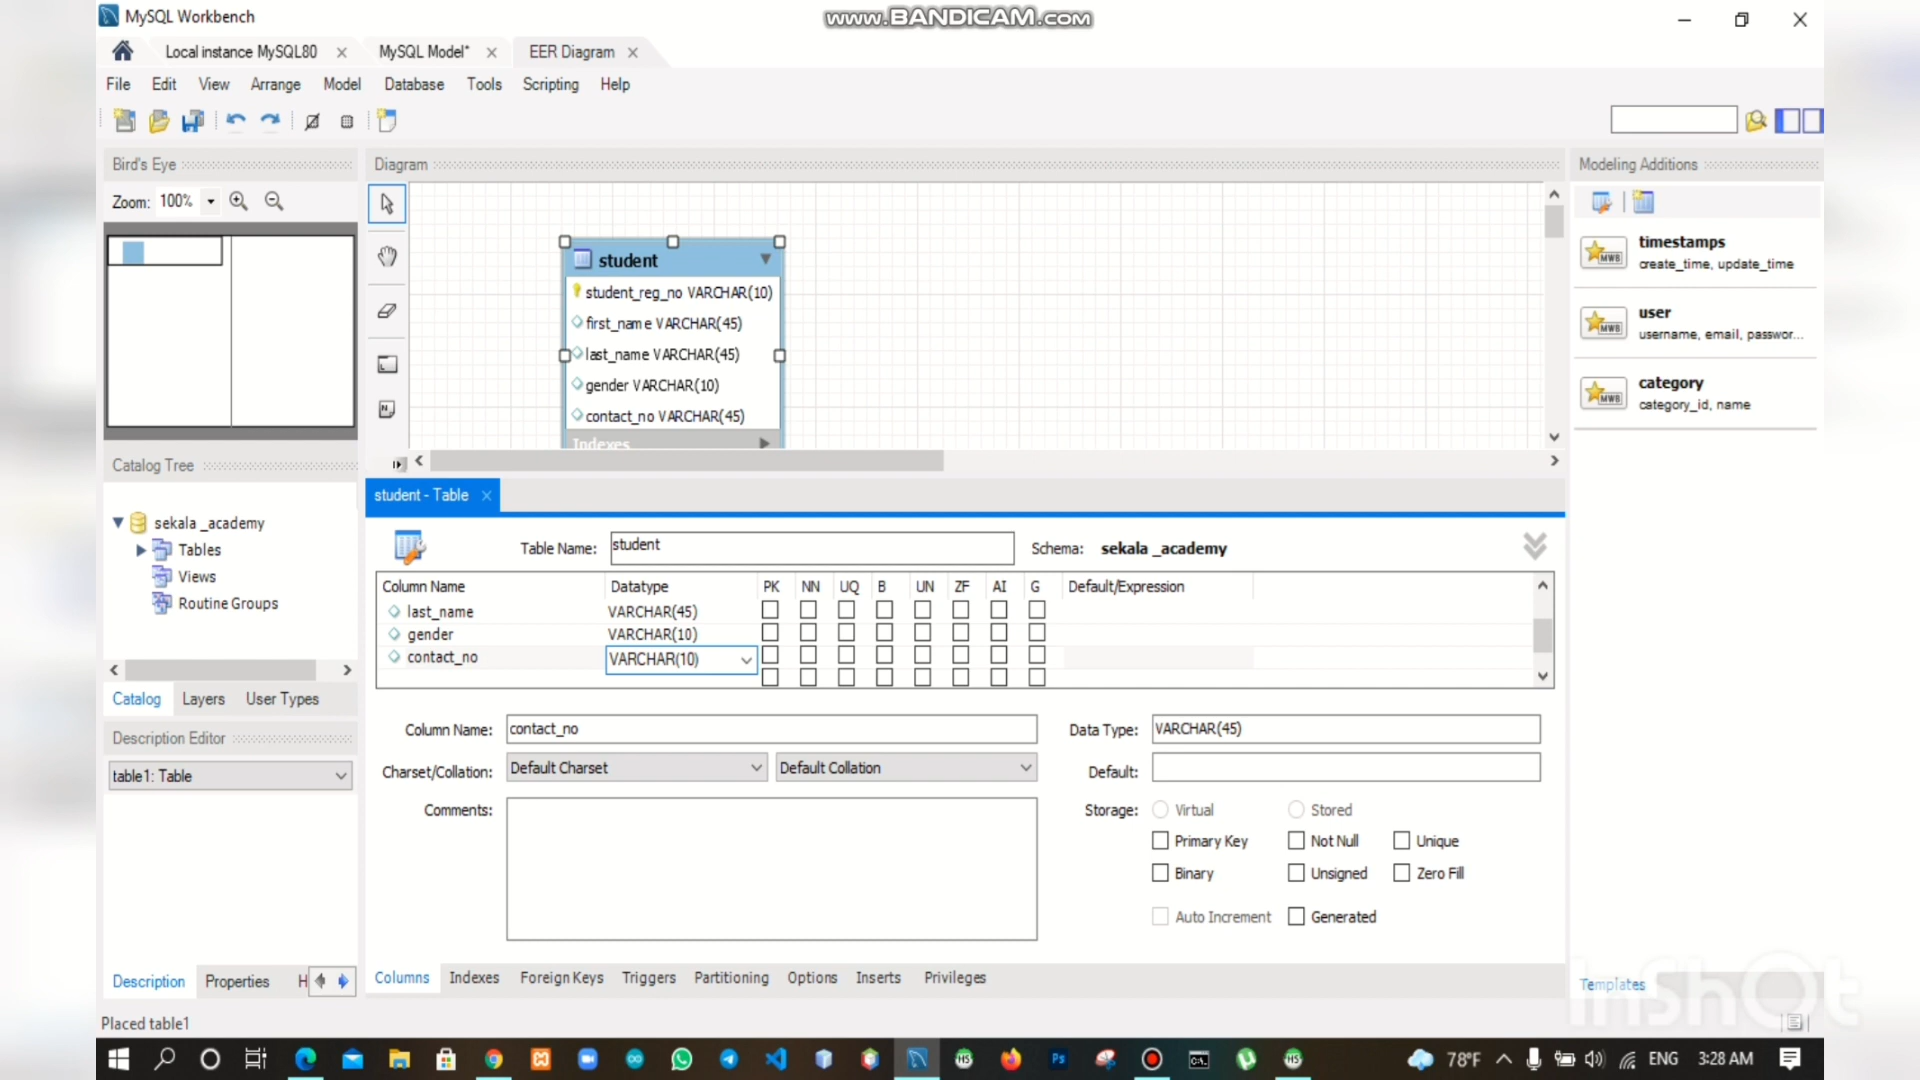 MySQL Workbench
www.BANDICAM.com
Local instance MySQL80
MySQL Model*
EER Diagram
File Edit View Arrange Model Database Tools Scripting Help
Bird's Eye
Diagram
Modeling Additions
Zoom: 100%
timestamps
create_time, update_time
user
username, email, passwor...
category
category_id, name
student
student_reg_no VARCHAR(10)
first_name VARCHAR(45)
last_name VARCHAR(45)
gender VARCHAR(10)
contact_no VARCHAR(45)
Indexes
Catalog Tree
sekala _academy
Tables
Views
Routine Groups
Catalog Layers User Types
Description Editor
table1: Table
Description Properties H
student - Table
Table Name: student Schema: sekala _academy
Column Name Datatype PK NN UQ B UN ZF AI G Default/Expression
last_name VARCHAR(45)
gender VARCHAR(10)
contact_no VARCHAR(10)
Column Name: contact_no Data Type: VARCHAR(45)
Charset/Collation: Default Charset Default Collation Default:
Comments: Storage: Virtual Stored
Primary Key Not Null Unique
Binary Unsigned Zero Fill
Auto Increment Generated
Columns Indexes Foreign Keys Triggers Partitioning Options Inserts Privileges
Templates
InShOt
Placed table1
78°F ENG 3:28 AM